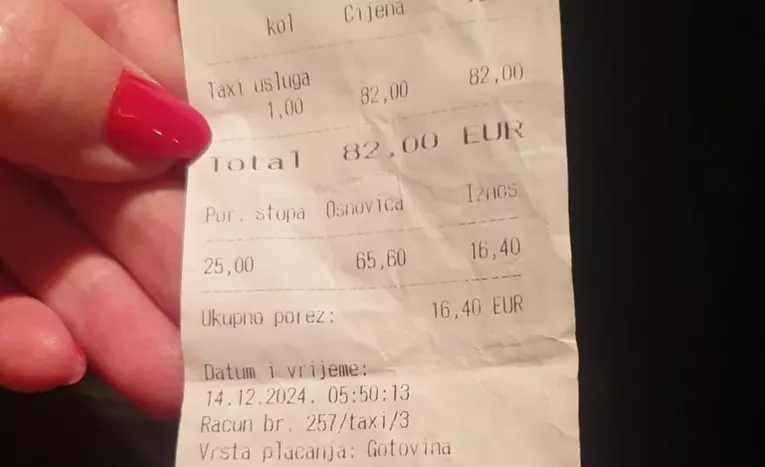 kol Cijena
Taxi usluga
1,00 82,00 82,00
Total 82,00 EUR
Por. stopa Osnovica Iznos
25,00 65,60 16,40
Ukupno porez: 16,40 EUR
Datum i vrijeme:
14.12.2024. 05:50:13
Racun br. 257/taxi/3
Vrsta placanja: Gotovina